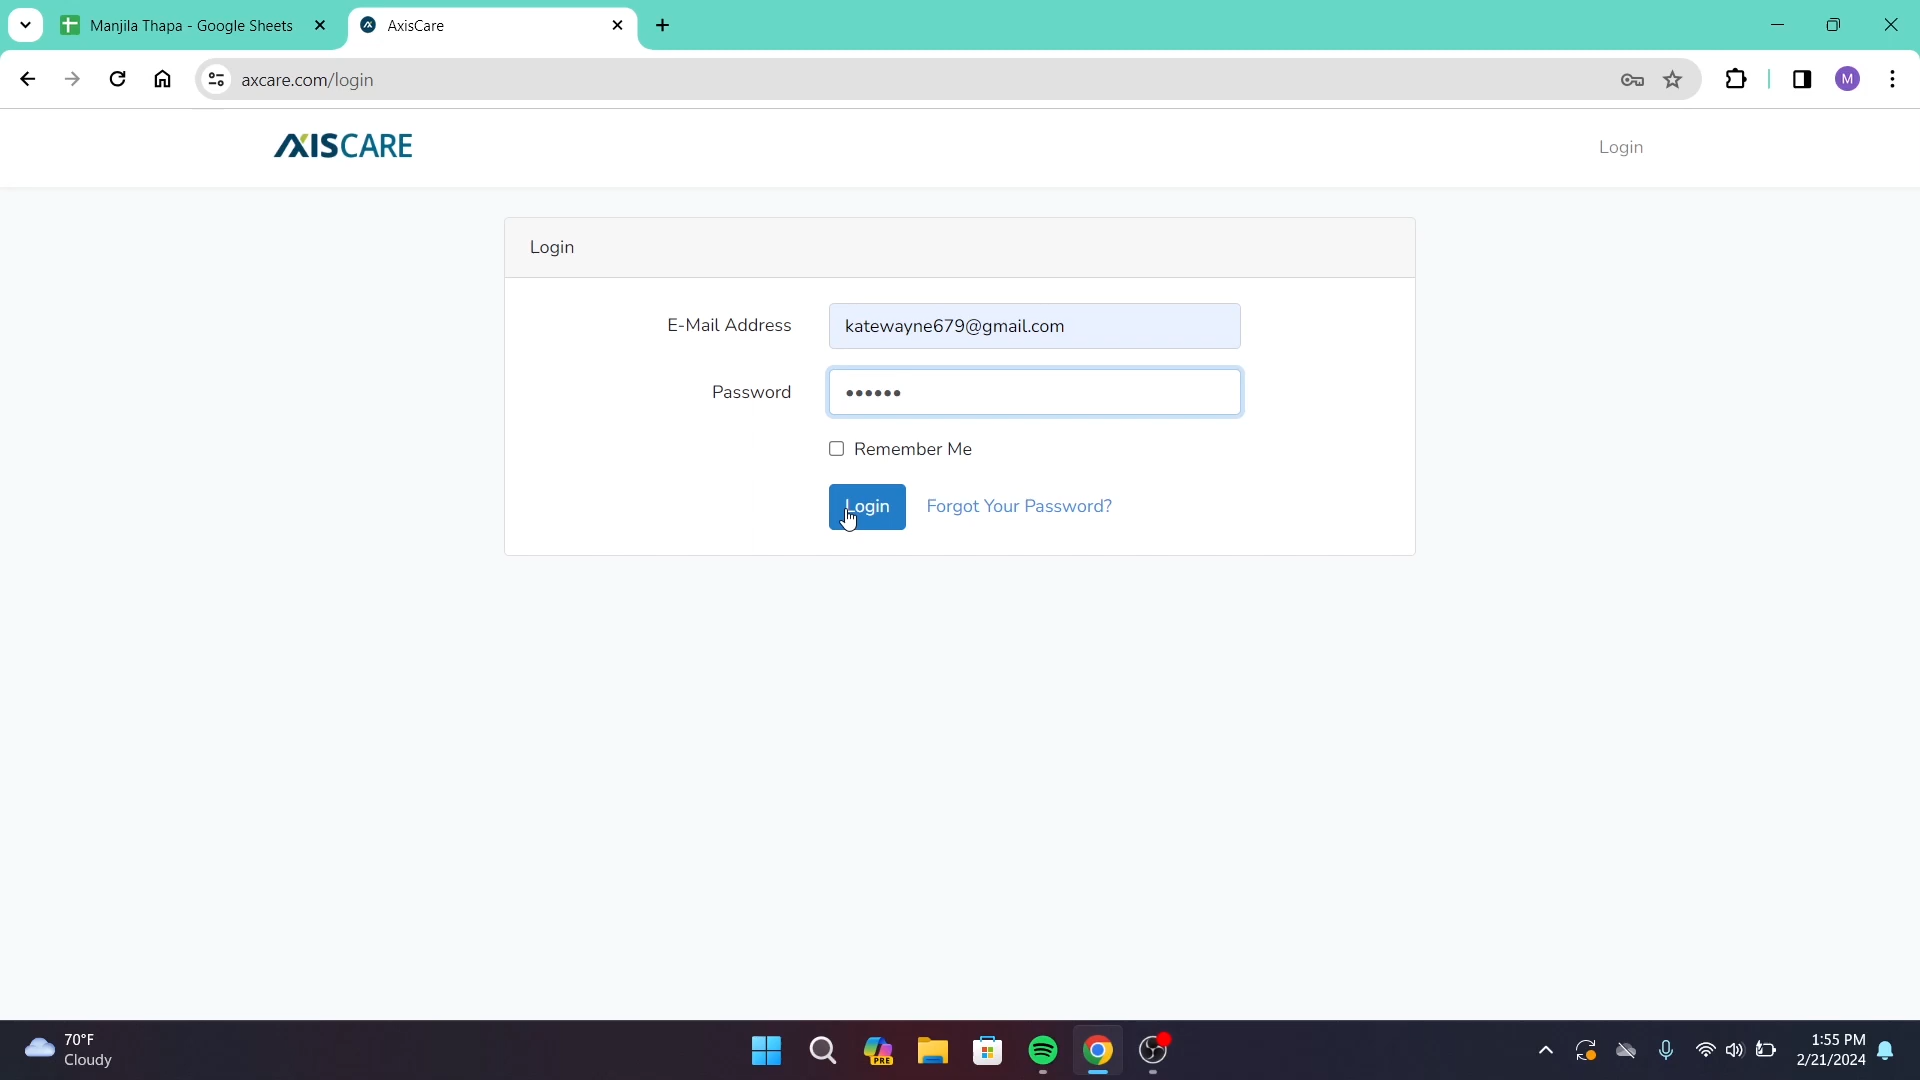 Manjila Thapa - Google Sheets
AxisCare
axcare.com/login
M
AXISCARE
Login
Login
E-Mail Address
katewayne679@gmail.com
Password
••••••
Remember Me
Login
Forgot Your Password?
70°F
Cloudy
PRE
1:55 PM
2/21/2024